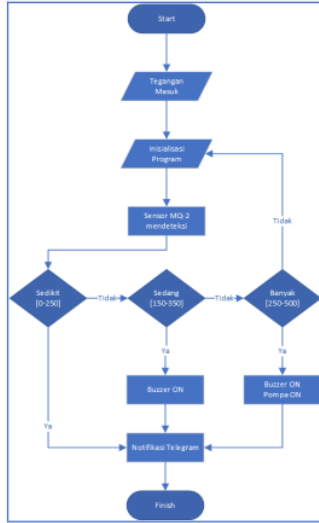 Start
Tegangan
Masuk
Inisialisasi
Program
Tidak
Sensor MQ-2
mendeteksi
Sedikit
[0-250]
Tidak
Sedang
[150-350]
Tidak
Banyak
[250-500]
Ya
Ya
Buzzer ON
Buzzer ON
Pompa ON
Ya
Notifikasi Telegram
Finish